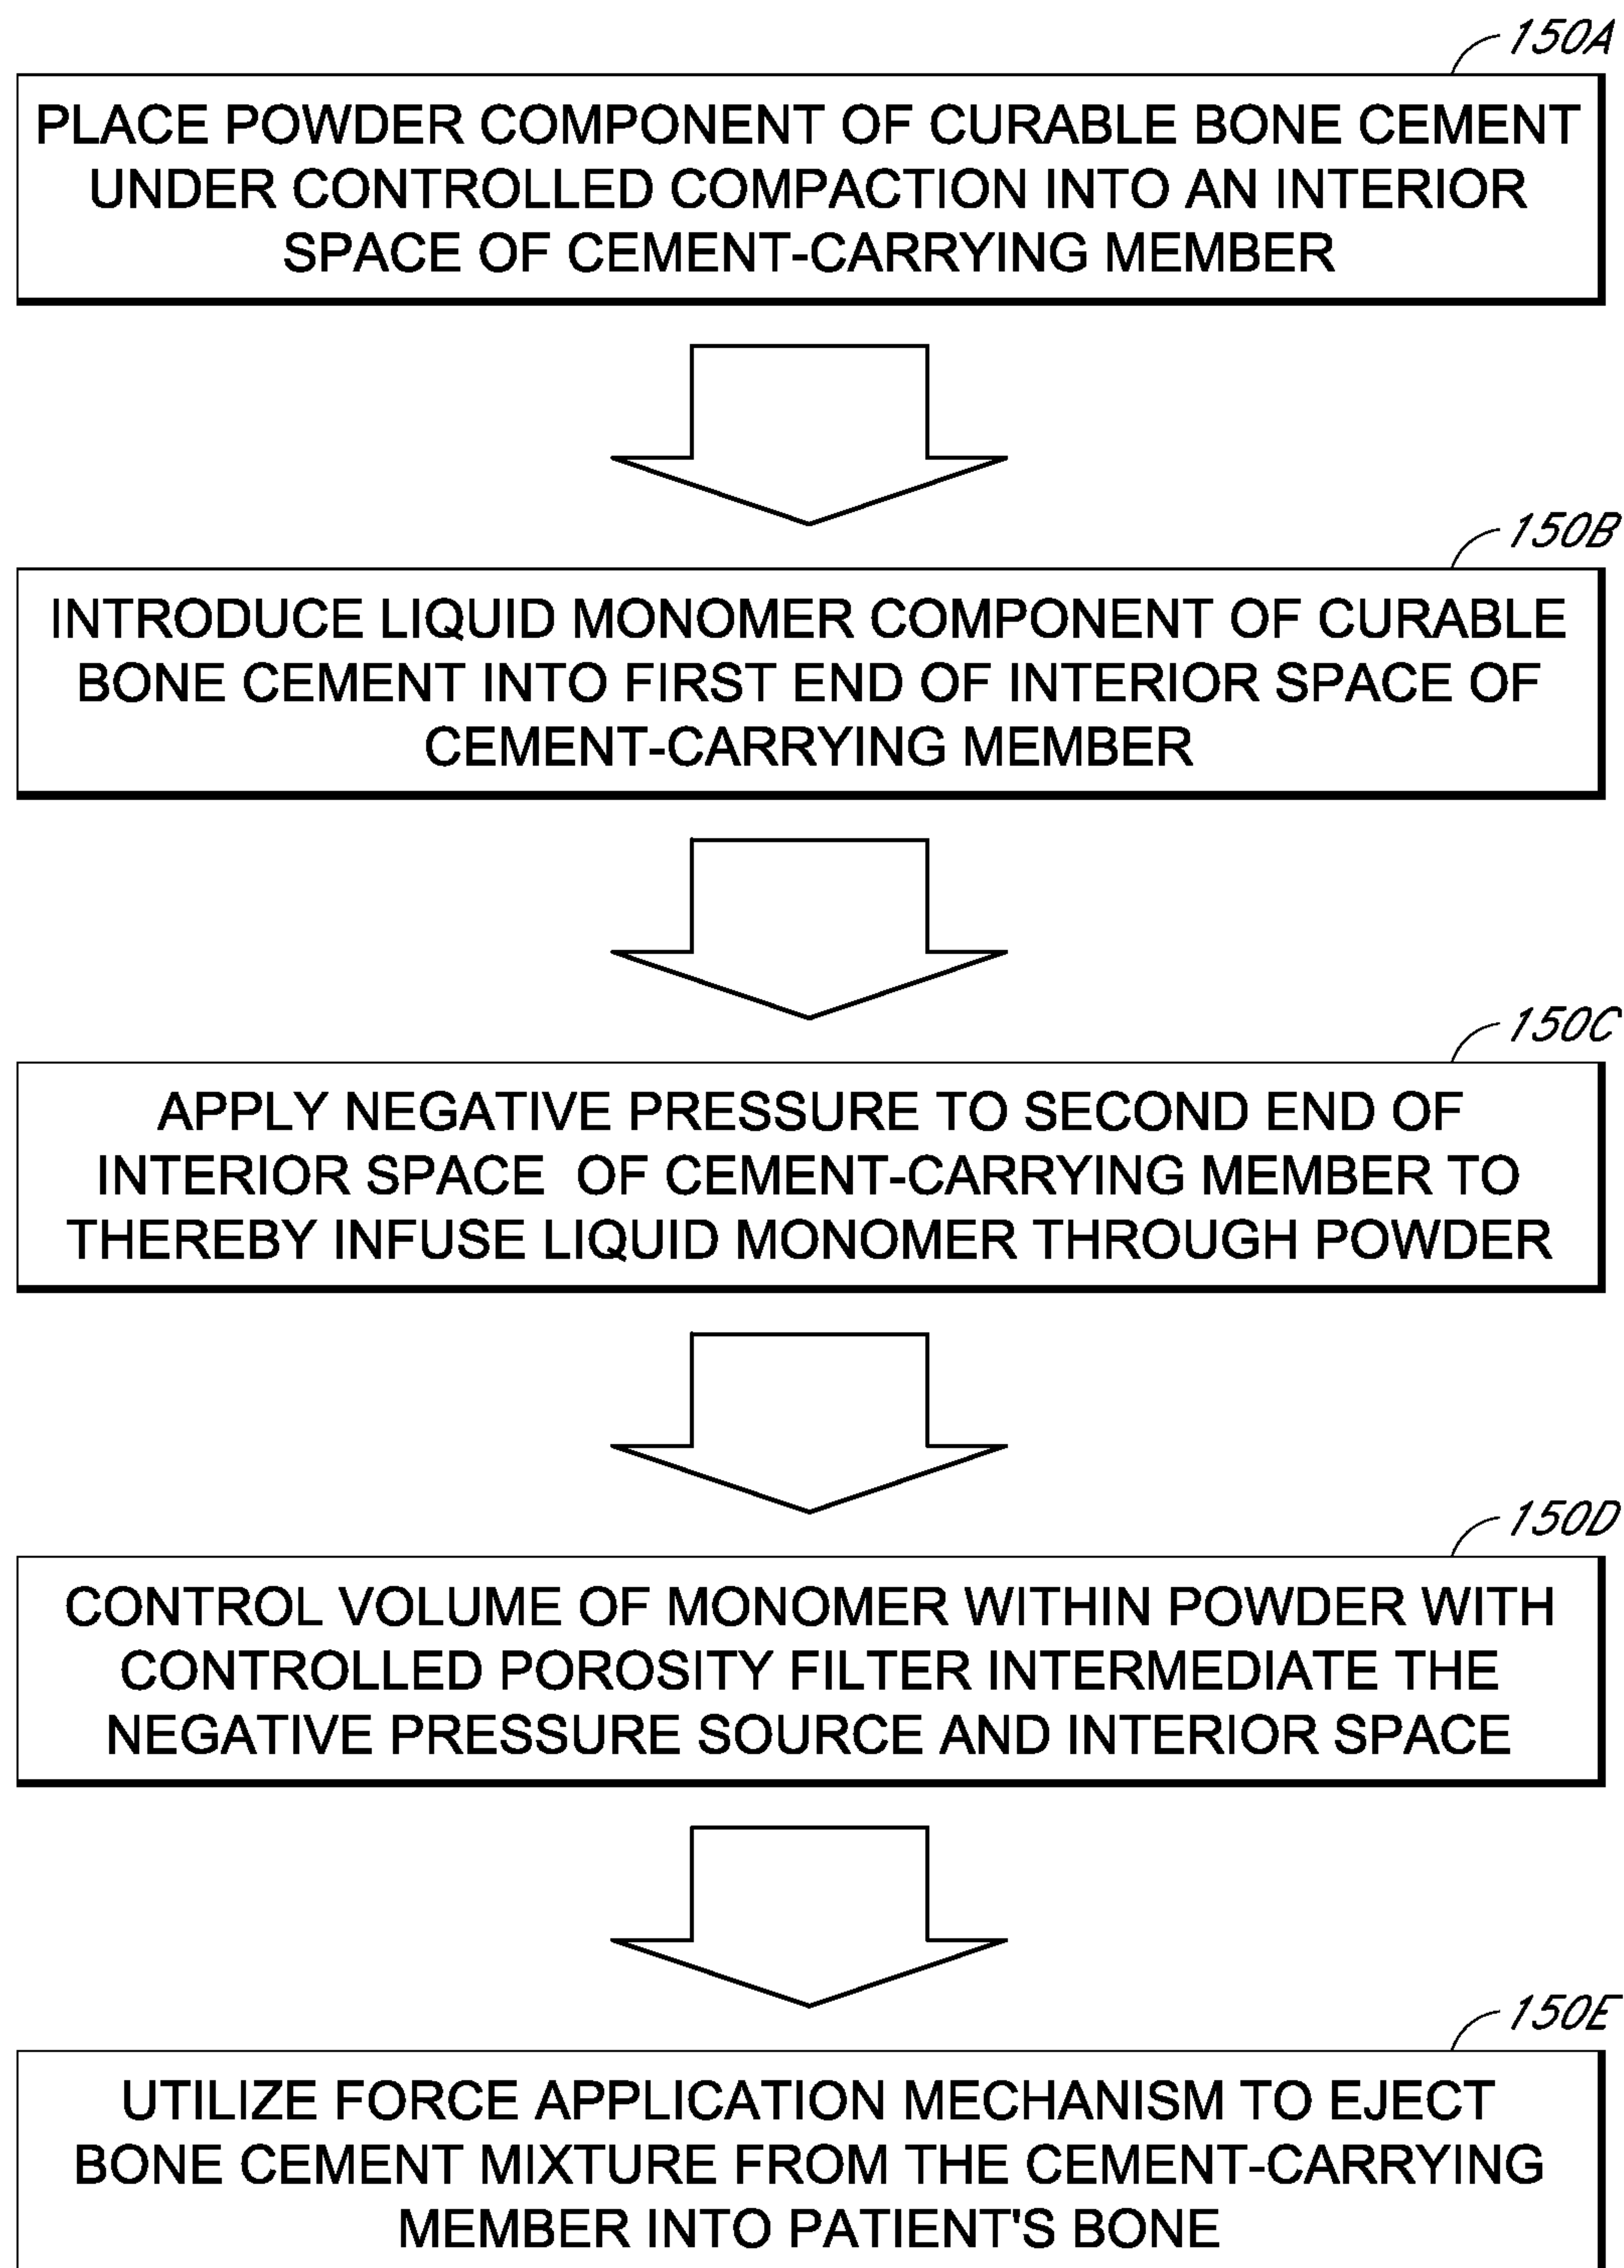 150A
PLACE POWDER COMPONENT OF CURABLE BONE CEMENT
UNDER CONTROLLED COMPACTION INTO AN INTERIOR
SPACE OF CEMENT-CARRYING MEMBER
150B
INTRODUCE LIQUID MONOMER COMPONENT OF CURABLE
BONE CEMENT INTO FIRST END OF INTERIOR SPACE OF
CEMENT-CARRYING MEMBER
150C
APPLY NEGATIVE PRESSURE TO SECOND END OF
INTERIOR SPACE OF CEMENT-CARRYING MEMBER TO
THEREBY INFUSE LIQUID MONOMER THROUGH POWDER
150D
CONTROL VOLUME OF MONOMER WITHIN POWDER WITH
CONTROLLED POROSITY FILTER INTERMEDIATE THE
NEGATIVE PRESSURE SOURCE AND INTERIOR SPACE
150E
UTILIZE FORCE APPLICATION MECHANISM TO EJECT
BONE CEMENT MIXTURE FROM THE CEMENT-CARRYING
MEMBER INTO PATIENT'S BONE